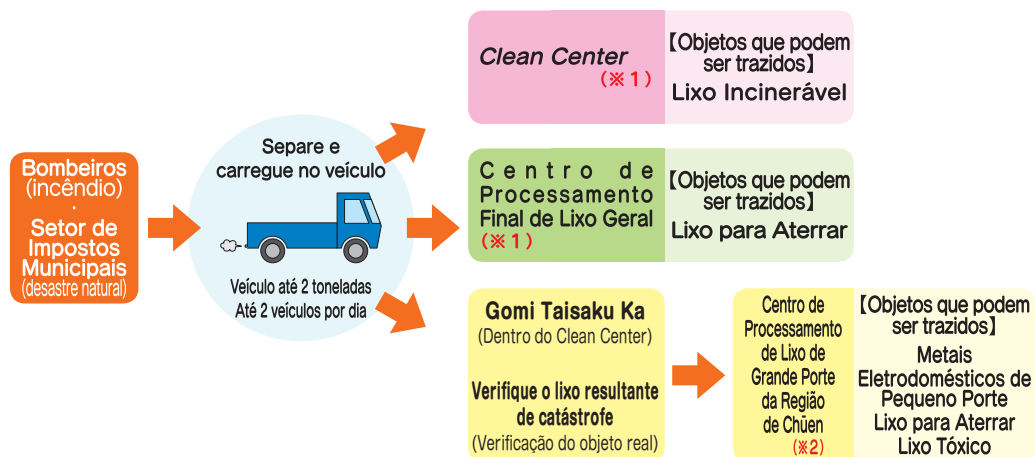 Bombeiros
(incêndio)
・
Setor de
Impostos
Municipais
(desastre natural)
Separe e
carregue no veículo
Veículo até 2 toneladas
Até 2 veículos por dia
Clean Center
(※1)
【Objetos que podem
ser trazidos】
Lixo Incinerável
Centro de
Processamento
Final de Lixo Geral
(※1)
【Objetos que podem
ser trazidos】
Lixo para Aterrar
Gomi Taisaku Ka
(Dentro do Clean Center)
Verifique o lixo resultante
de catástrofe
(Verificação do objeto real)
Centro de
Processamento
de Lixo de
Grande Porte
da Região
de Chūen
(※2)
【Objetos que podem
ser trazidos】
Metais
Eletrodomésticos de
Pequeno Porte
Lixo para Aterrar
Lixo Tóxico